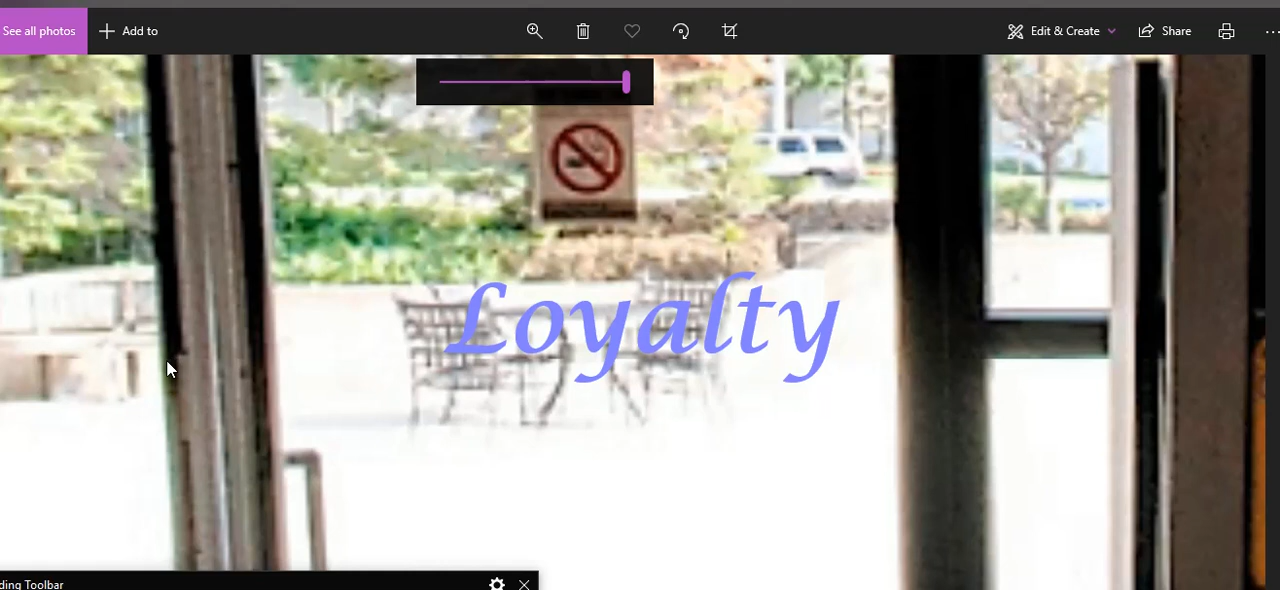 See all photos
Add to
Edit & Create
Share
Loyalty
ding Toolbar